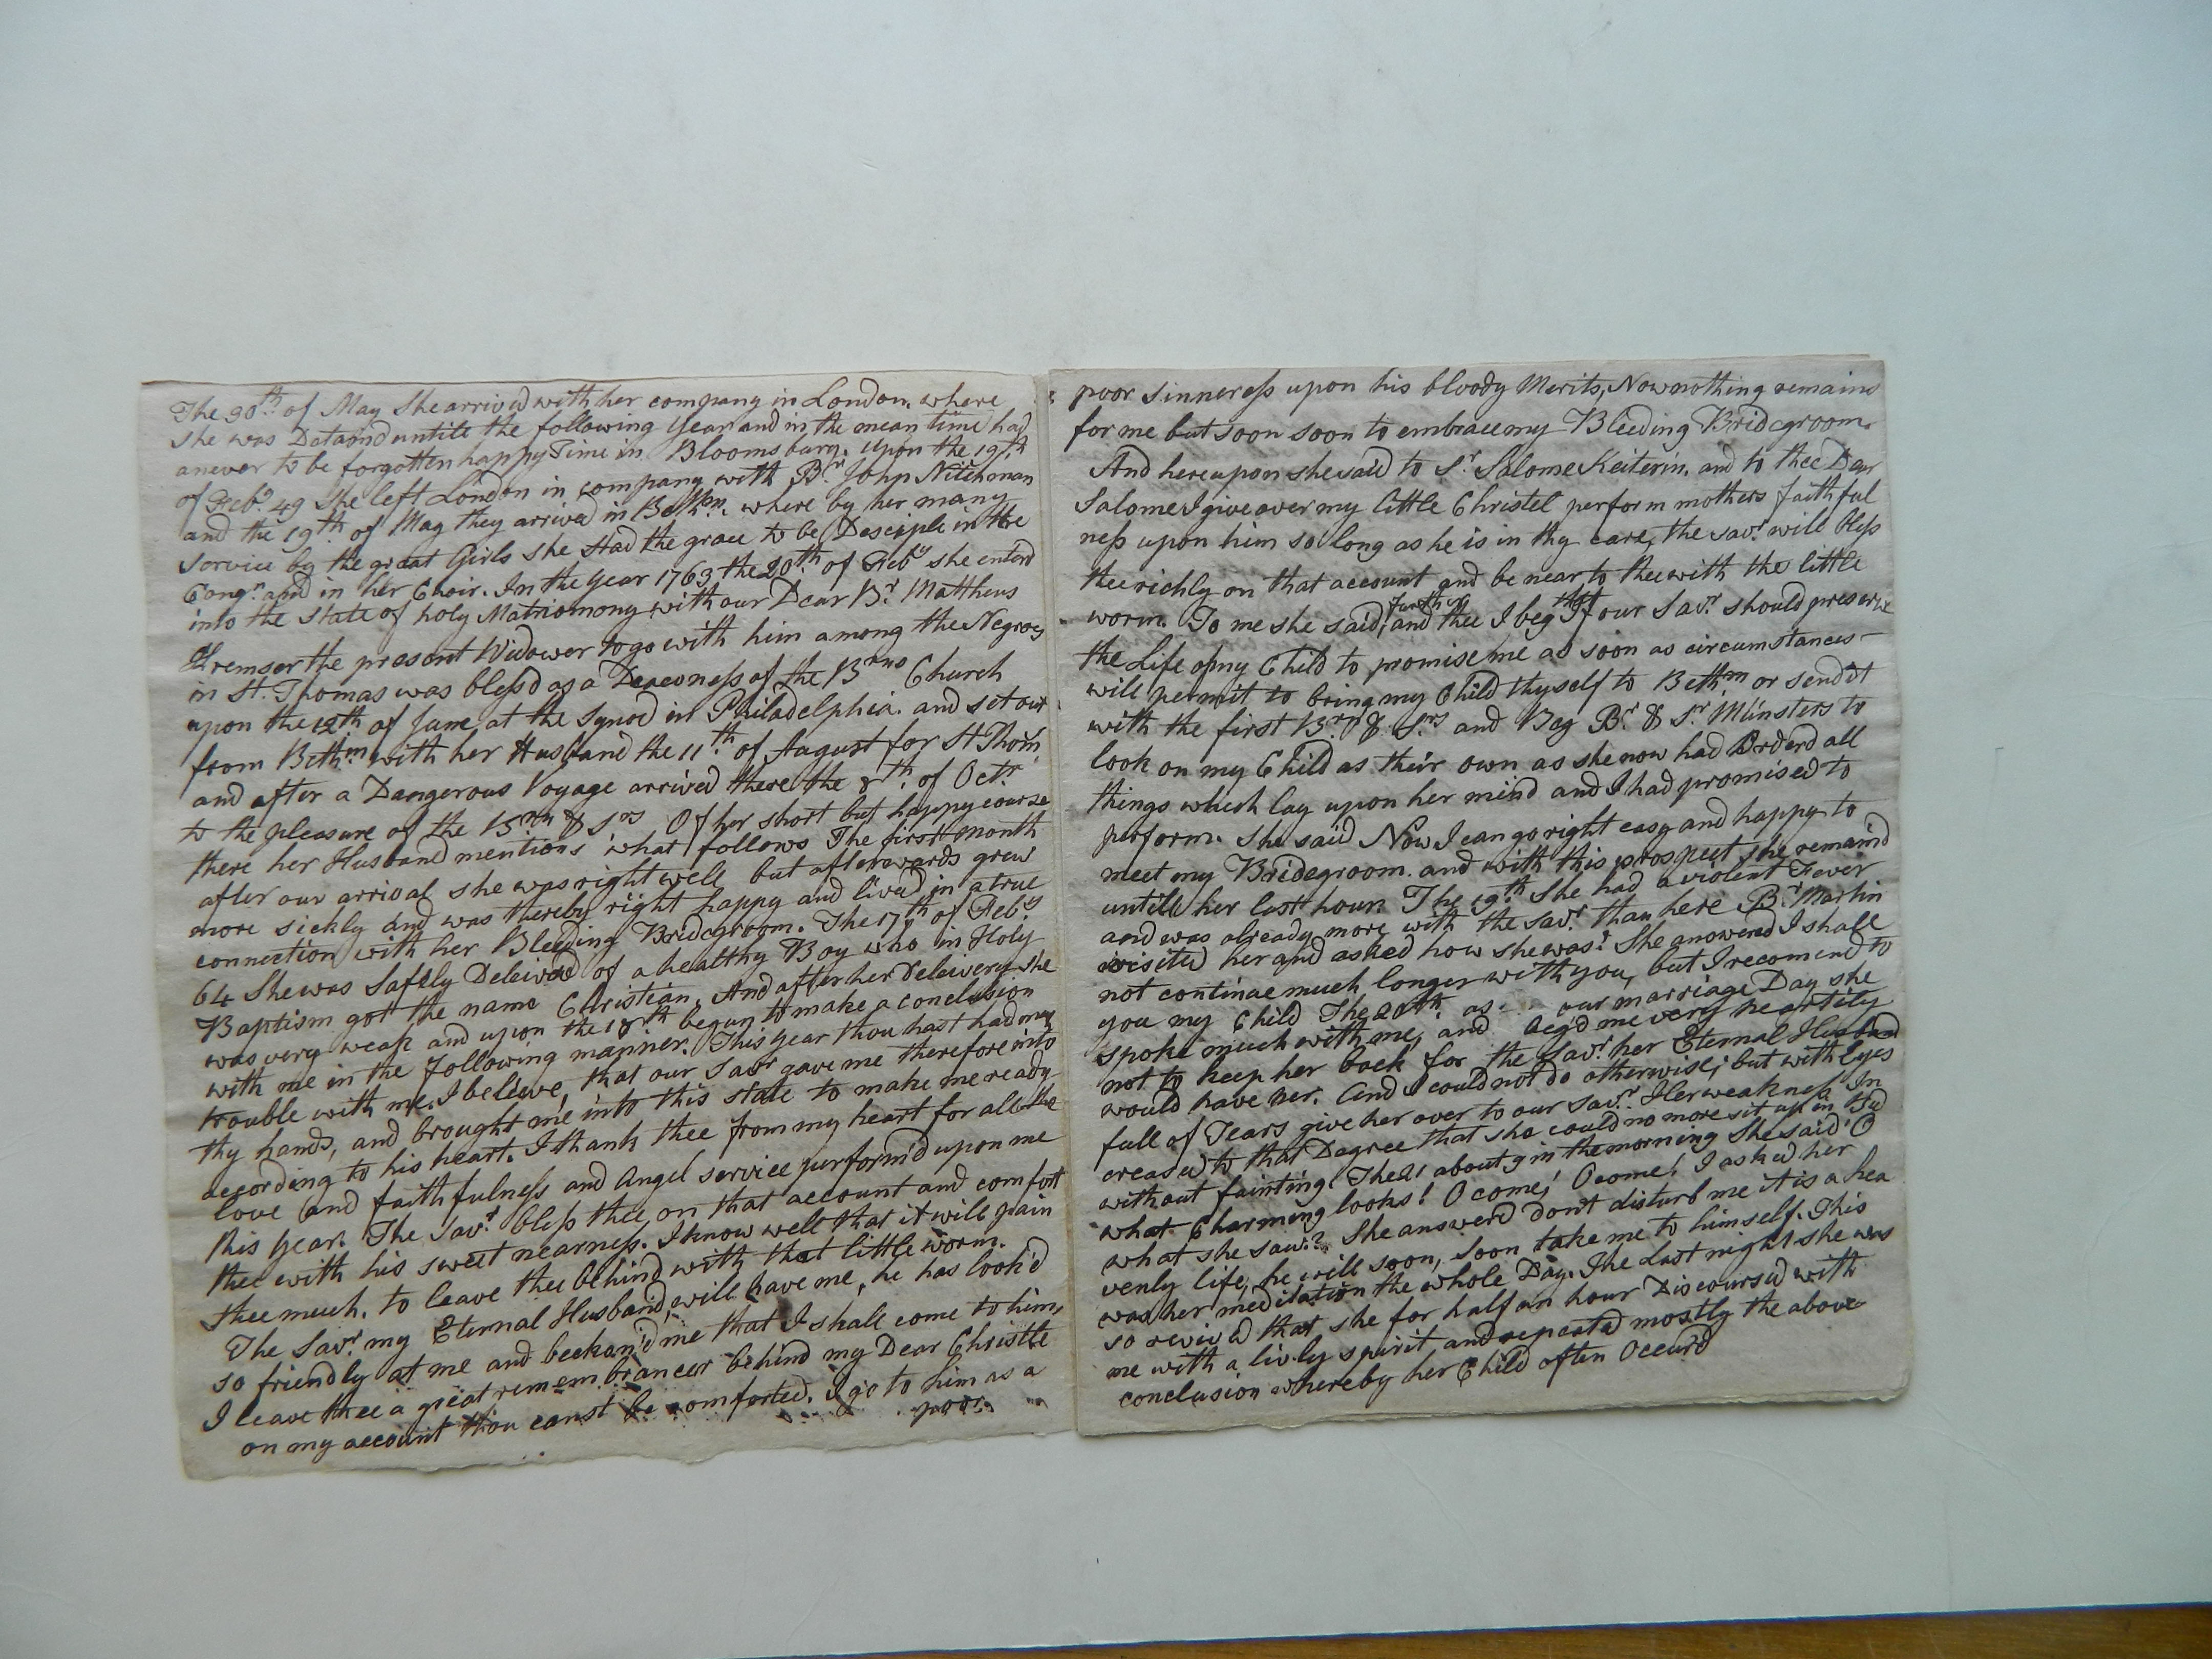 The 30th of May She arrived with her company in London. where
she was Dataind untile the following Year and in the mean time had
a never to be forgotten happy Time in Bloomsbury. upon the 19th
of Feb.y 49 She left London in company with Br. John Nitchman
and the 19th. of May they arrived in Bethm. where by her many
Service by the great Girls she Had the grace to be Desciple in the
Congn. and in her Choir. In the Year 1763 the 20th of Feby she enterd
into the State of holy Matriomony with our Dear Br. Mattheus
Kremser the present Widower to go with him among the Negroes
in St. Thomas was blessd as a Deaconess of the Brns Church
upon the 12th of June, at the Synod in Philadelphia. and set out
from Bethm with her Husband the 11th. of August for St Thom
and after a Dangerous Voyage arrived there the 8th. of Octr.
to the pleasure of the Brn & Srs Of her short but happy course
there her Husband mentions what follows The first month
after our arrival she was right well but afterwards grew
more sickly and was thereby right happy and lived in a true
connection with her Bleeding Bridegroom. The 17th of Feby
64 She was Safely Deleivred of a healthy Boy who in Holy
Baptism got the name Christian. And after her deleivery she
was very weak and upon the 18th begun to make a conclusion
with me in the following manner. This Year thou hast had may
trouble with me. I beleive, that our Savr gave me therefore into
thy hands, and brought me into this state to make me ready
according to his heart. I thank thee from my heart for all the
love and faithfulness and Angel service perform'd upon me
this Year. The Savr. bless thee on that account and comfort
thee with his sweet nearness. I know well that it will pain
thee much. to leave thee behind with that little worm.
The Savr. my Eternal Husband, will have me, he has look'd
so friendly at me and beckan'd me that I shall come to him,
I leave thee a great remembrancer behind my Dear Christle
on my account thou canst be comforted. I go to him as a
poor
poor sinneress upon his bloody Merits, Now nothing remains
for me but soon soon to embrace my Bleeding Bridegroom.
And hereupon she said to Sr. Salome Keiterin. and to thee Dear
Salome I give over my little Christel perform mothers faithful
ness upon him so long as he is in thy care, the Savr. will bless
thee richly on that account and be near to thee with the little
worm. To me she said, further and thee I beg that If our Savr. should preserve
the Life of my Child to promise me as soon as circumstances
will permit to bring my Child thyself to Bethm or send it
with the first Brn & Srs and Beg Br. & Sr. Münsters to
look on my Child as their own as she now had Orderd all
things which lay upon her mind and I had promised to
perform. she said Now I can go right easy and happy to
meet my Bridegroom. and with this prospect she remaind
untill her last hour. The 19th She had a violent Fever
and was already more with the Savr. than here Br. Martin
visited her and asked how she was? She answered I shall
not continae much longer with you, but I recomend to
you my Child The 20th. as our marriage Day she
spoke much with me, and beg'd me very heartily
not to keep her back for the Savr. her Eternal Husband
would have her. And I could not do otherwise; but with Eyes
full of Tears give her over to our Savr. Her weakness In
creased to that Dagree that she could no more sit up in Bed
without fainting The 21 about 9 in the morning She said O
what Charming looks! O come! O come! I asked her
what she saw? She answerd don't disturb me it is a hea
venly life, he will soon, soon take me to himself. This
was her meditation the whole Day. The Last night she was
so revived that she for half an hour Discoursed with
me with a livly spirit and repeated mostly the above
conclusion whereby her Child often Occurd